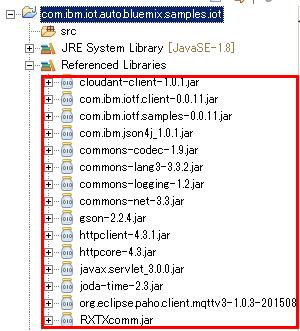 com.ibm.iot.auto.bluemix.samples.iot
src
JRE System Library [JavaSE-1.8]
Referenced Libraries
cloudant-client-1.0.1.jar
com.ibm.iotf.client-0.0.11.jar
com.ibm.iotf.samples-0.0.11.jar
com.ibm.json4j_1.0.1.jar
commons-codec-1.9.jar
commons-lang3-3.3.2.jar
commons-logging-1.2.jar
commons-net-3.3.jar
gson-2.2.4.jar
httpclient-4.3.1.jar
httpcore-4.3.jar
javax.servlet_3.0.0.jar
joda-time-2.3.jar
org.eclipse.paho.client.mqttv3-1.0.3-201508
RXTXcomm.jar